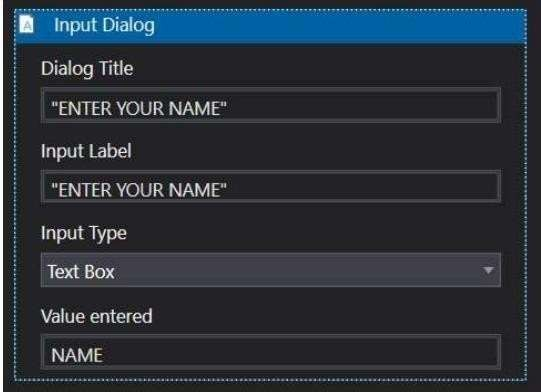 Input Dialog
Dialog Title
"ENTER YOUR NAME"
Input Label
"ENTER YOUR NAME"
Input Type
Text Box
Value entered
NAME